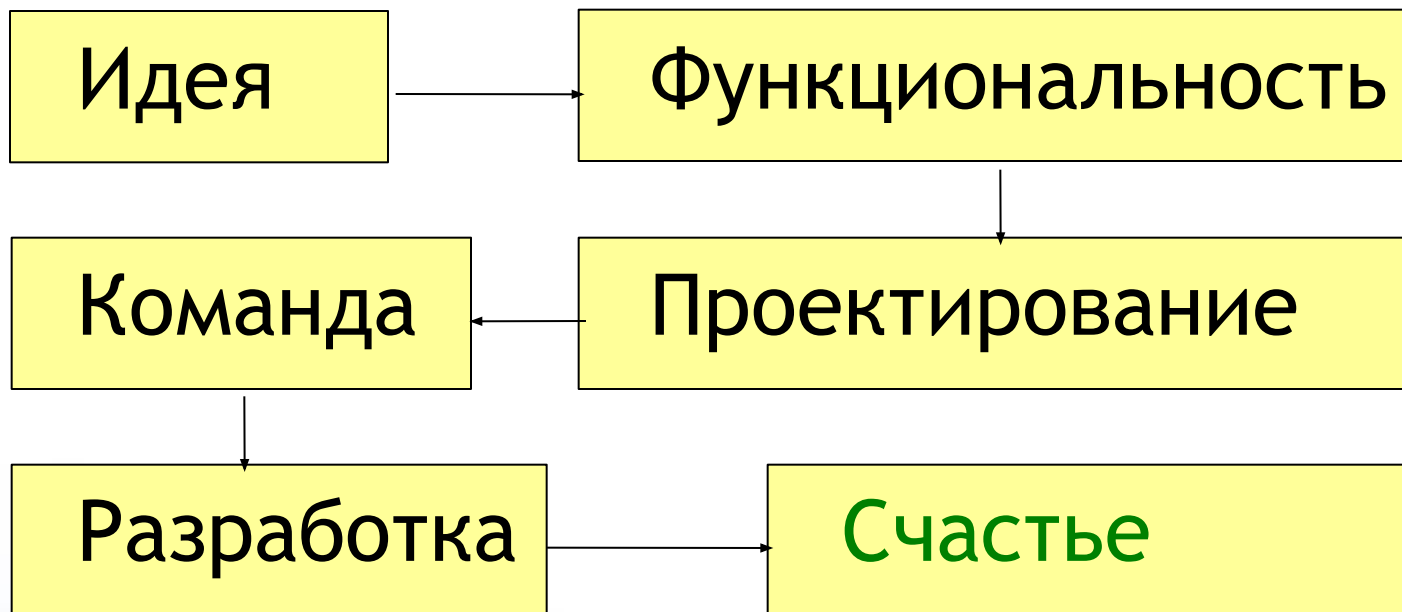 Идея
Функциональность
Проектирование
Команда
Разработка
Счастье